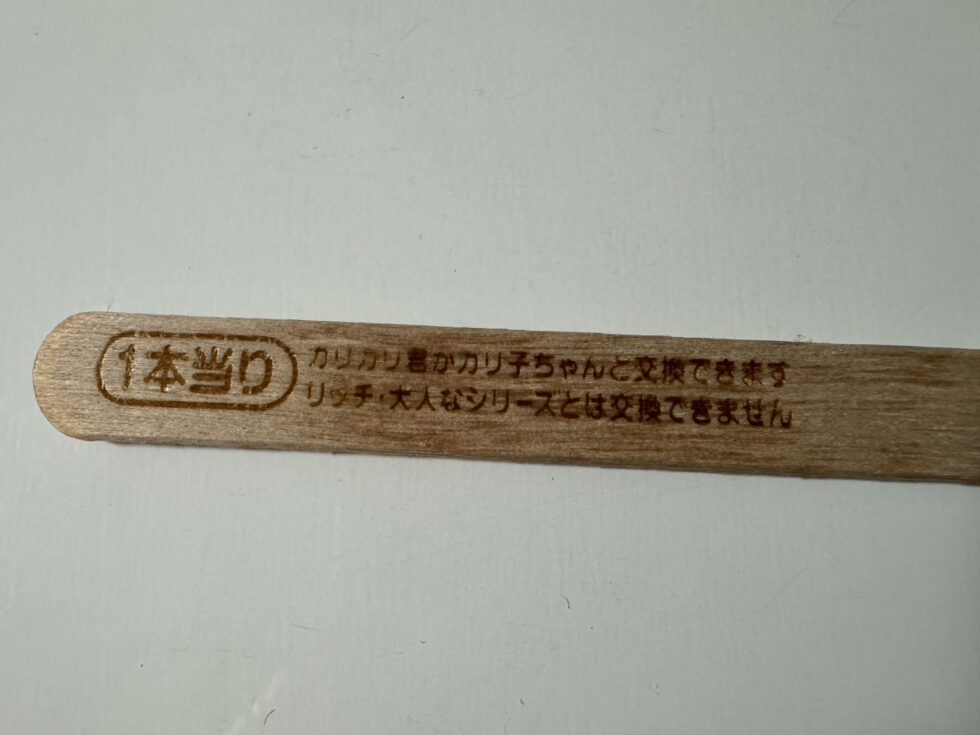 1本当り
ガリガリ君かガリ子ちゃんと交換できます
リッチ・大人なシリーズとは交換できません